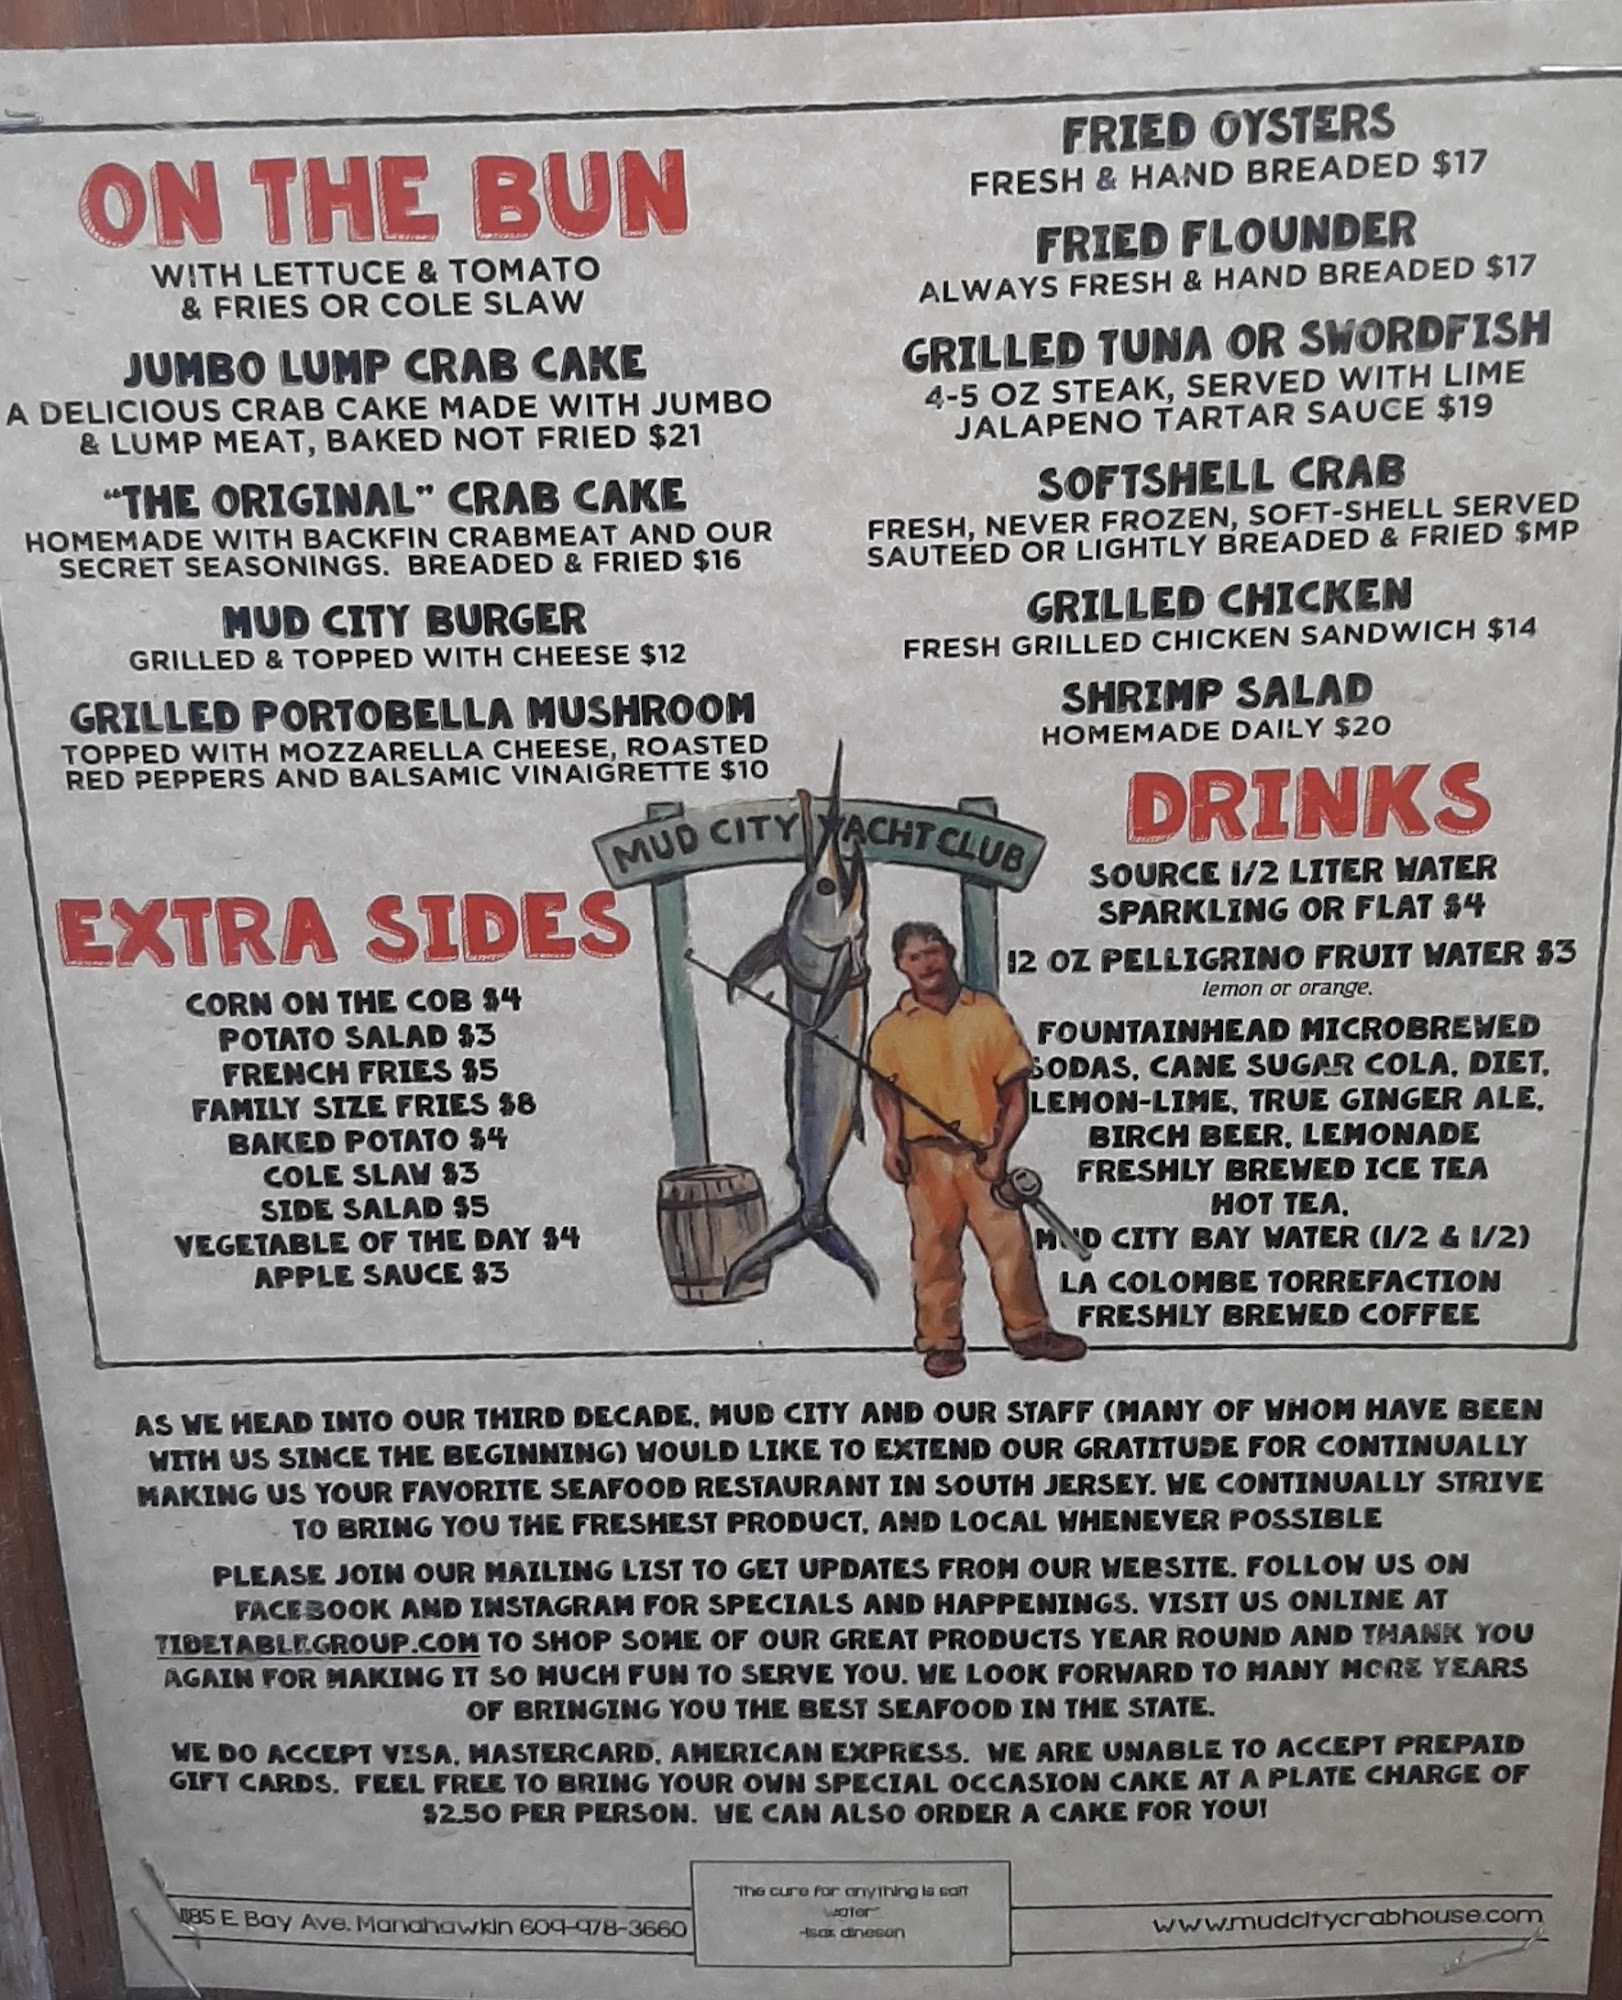 ON THE BUN
WITH LETTUCE & TOMATO
& FRIES OR COLE SLAW
JUMBO LUMP CRAB CAKE
A DELICIOUS CRAB CAKE MADE WITH JUMBO
& LUMP MEAT, BAKED NOT FRIED $21
"THE ORIGINAL" CRAB CAKE
HOMEMADE WITH BACKFIN CRABMEAT AND OUR
SECRET SEASONINGS. BREADED & FRIED $16
MUD CITY BURGER
GRILLED & TOPPED WITH CHEESE $12
GRILLED PORTOBELLA MUSHROOM
TOPPED WITH MOZZARELLA CHEESE, ROASTED
RED PEPPERS AND BALSAMIC VINAIGRETTE $10
EXTRA SIDES
CORN ON THE COB $4
POTATO SALAD $3
FRENCH FRIES $5
FAMILY SIZE FRIES $8
BAKED POTATO $4
COLE SLAW $3
SIDE SALAD $5
VEGETABLE OF THE DAY $4
APPLE SAUCE $3
MUD CITY YACHT CLUB
FRIED OYSTERS
FRESH & HAND BREADED $17
FRIED FLOUNDER
ALWAYS FRESH & HAND BREADED $17
GRILLED TUNA OR SWORDFISH
4-5 OZ STEAK, SERVED WITH LIME
JALAPENO TARTAR SAUCE $19
SOFTSHELL CRAB
FRESH, NEVER FROZEN, SOFT-SHELL SERVED
SAUTEED OR LIGHTLY BREADED & FRIED $MP
GRILLED CHICKEN
FRESH GRILLED CHICKEN SANDWICH $14
SHRIMP SALAD
HOMEMADE DAILY $20
DRINKS
SOURCE 1/2 LITER WATER
SPARKLING OR FLAT $4
12 OZ PELLIGRINO FRUIT WATER $3
lemon or orange.
FOUNTAINHEAD MICROBREWED
SODAS, CANE SUGAR COLA, DIET,
LEMON-LIME, TRUE GINGER ALE,
BIRCH BEER, LEMONADE
FRESHLY BREWED ICE TEA
HOT TEA,
MUD CITY BAY WATER (1/2 & 1/2)
LA COLOMBE TORREFACTION
FRESHLY BREWED COFFEE
AS WE HEAD INTO OUR THIRD DECADE, MUD CITY AND OUR STAFF (MANY OF WHOM HAVE BEEN
WITH US SINCE THE BEGINNING) WOULD LIKE TO EXTEND OUR GRATITUDE FOR CONTINUALLY
MAKING US YOUR FAVORITE SEAFOOD RESTAURANT IN SOUTH JERSEY. WE CONTINUALLY STRIVE
TO BRING YOU THE FRESHEST PRODUCT, AND LOCAL WHENEVER POSSIBLE
PLEASE JOIN OUR MAILING LIST TO GET UPDATES FROM OUR WEBSITE. FOLLOW US ON
FACEBOOK AND INSTAGRAM FOR SPECIALS AND HAPPENINGS. VISIT US ONLINE AT
TIDETABLEGROUP.COM TO SHOP SOME OF OUR GREAT PRODUCTS YEAR ROUND AND THANK YOU
AGAIN FOR MAKING IT SO MUCH FUN TO SERVE YOU. WE LOOK FORWARD TO MANY MORE YEARS
OF BRINGING YOU THE BEST SEAFOOD IN THE STATE.
WE DO ACCEPT VISA, MASTERCARD, AMERICAN EXPRESS. WE ARE UNABLE TO ACCEPT PREPAID
GIFT CARDS. FEEL FREE TO BRING YOUR OWN SPECIAL OCCASION CAKE AT A PLATE CHARGE OF
$2.50 PER PERSON. WE CAN ALSO ORDER A CAKE FOR YOU!
E Bay Ave. Manahawkin 609-978-3660
"the cure for anything is salt
water"
-isak dinesen
www.mudcitycrabhouse.com